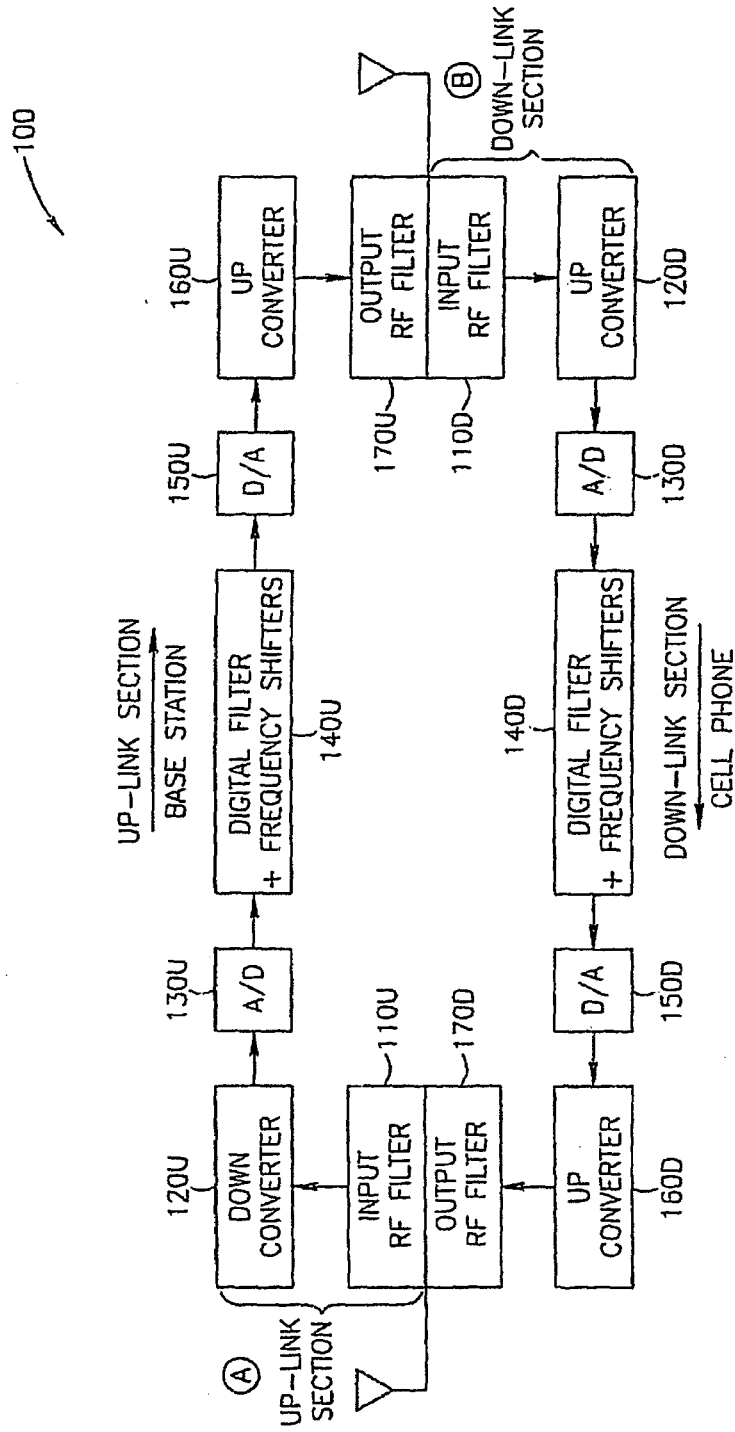 100
UP-LINK SECTION
BASE STATION
120U
DOWN
CONVERTER
130U
A/D
DIGITAL FILTER
+ FREQUENCY SHIFTERS
140U
150U
D/A
160U
UP
CONVERTER
A
UP-LINK
SECTION
INPUT
RF FILTER
110U
OUTPUT
RF FILTER
170D
OUTPUT
RF FILTER
170U
INPUT
RF FILTER
110D
B
DOWN-LINK
SECTION
UP
CONVERTER
160D
D/A
150D
140D
DIGITAL FILTER
+ FREQUENCY SHIFTERS
A/D
130D
UP
CONVERTER
120D
DOWN-LINK SECTION
CELL PHONE